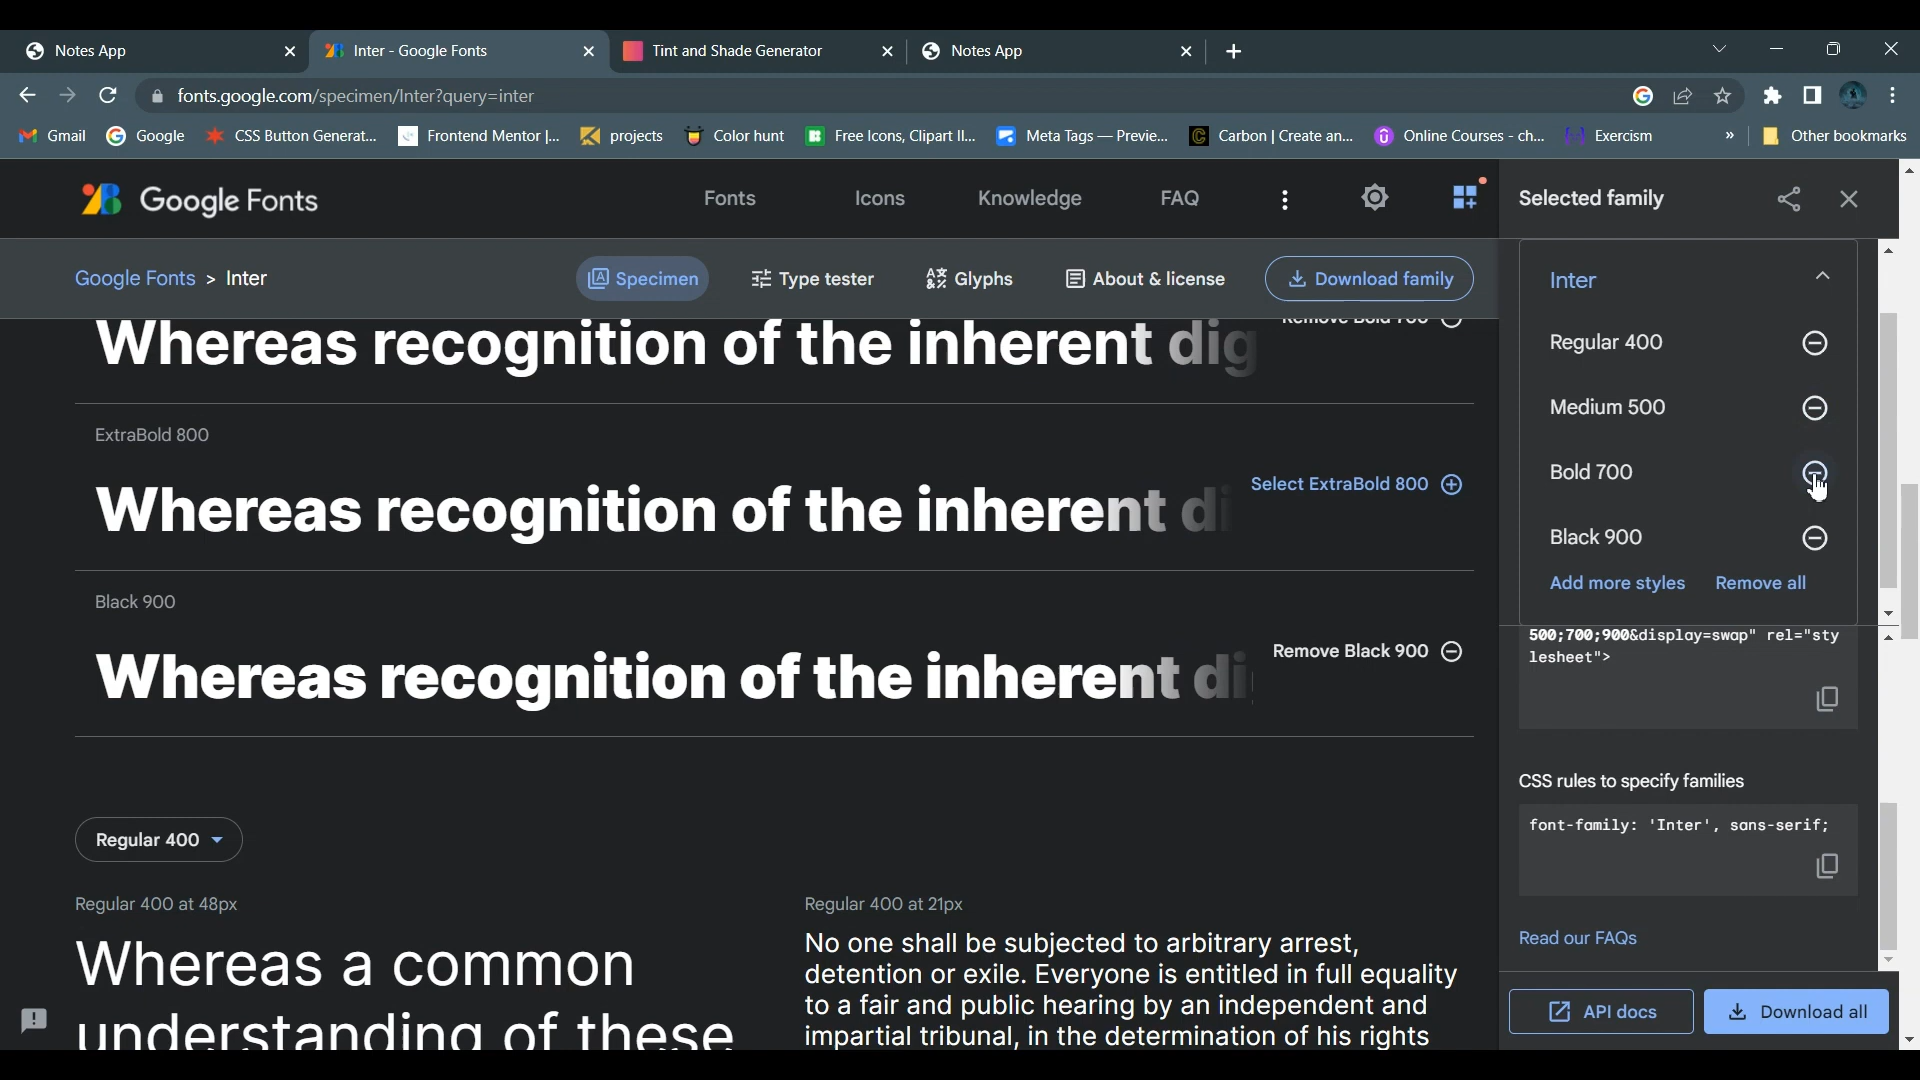 Notes App
Inter - Google Fonts
Tint and Shade Generator
Notes App
fonts.google.com/specimen/Inter?query=inter
Gmail
Google
CSS Button Generat...
Frontend Mentor |...
projects
Color hunt
Free Icons, Clipart Il...
Meta Tags — Previe...
Carbon | Create an...
Online Courses - ch...
Exercism
»
Other bookmarks
Google Fonts
Fonts
Icons
Knowledge
FAQ
Google Fonts > Inter
Specimen
Type tester
Glyphs
About & license
Download family
Whereas recognition of the inherent dig
Remove Bold 700
ExtraBold 800
Whereas recognition of the inherent di
Select ExtraBold 800
Black 900
Whereas recognition of the inherent di
Remove Black 900
Regular 400
Regular 400 at 48px
Whereas a common
understanding of these
Regular 400 at 21px
No one shall be subjected to arbitrary arrest,
detention or exile. Everyone is entitled in full equality
to a fair and public hearing by an independent and
impartial tribunal, in the determination of his rights
Selected family
Inter
Regular 400
Medium 500
Bold 700
Black 900
Add more styles
Remove all
500;700;900&display=swap" rel="sty
lesheet">
CSS rules to specify families
font-family: 'Inter', sans-serif;
Read our FAQs
API docs
Download all